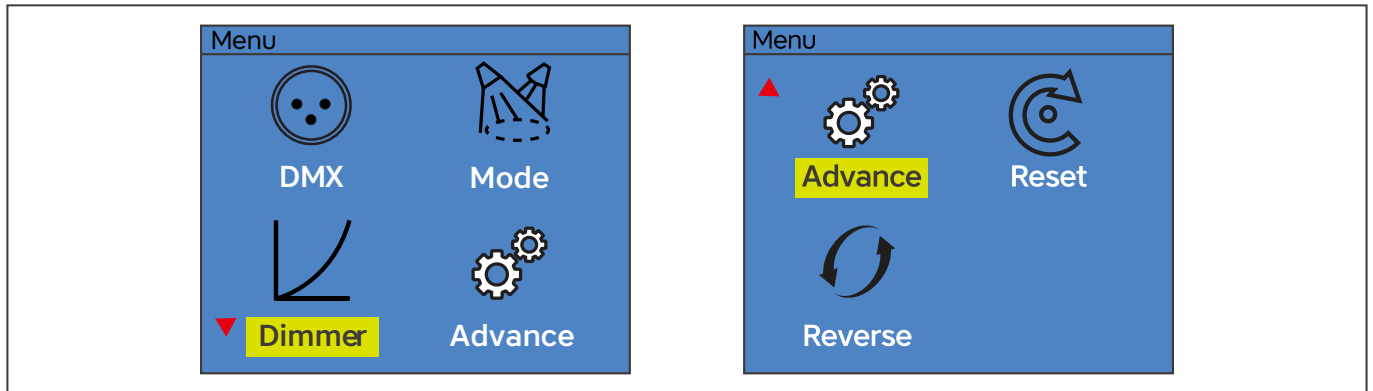 Menu
DMX
Mode
Dimmer
Advance
Menu
Advance
Reset
Reverse